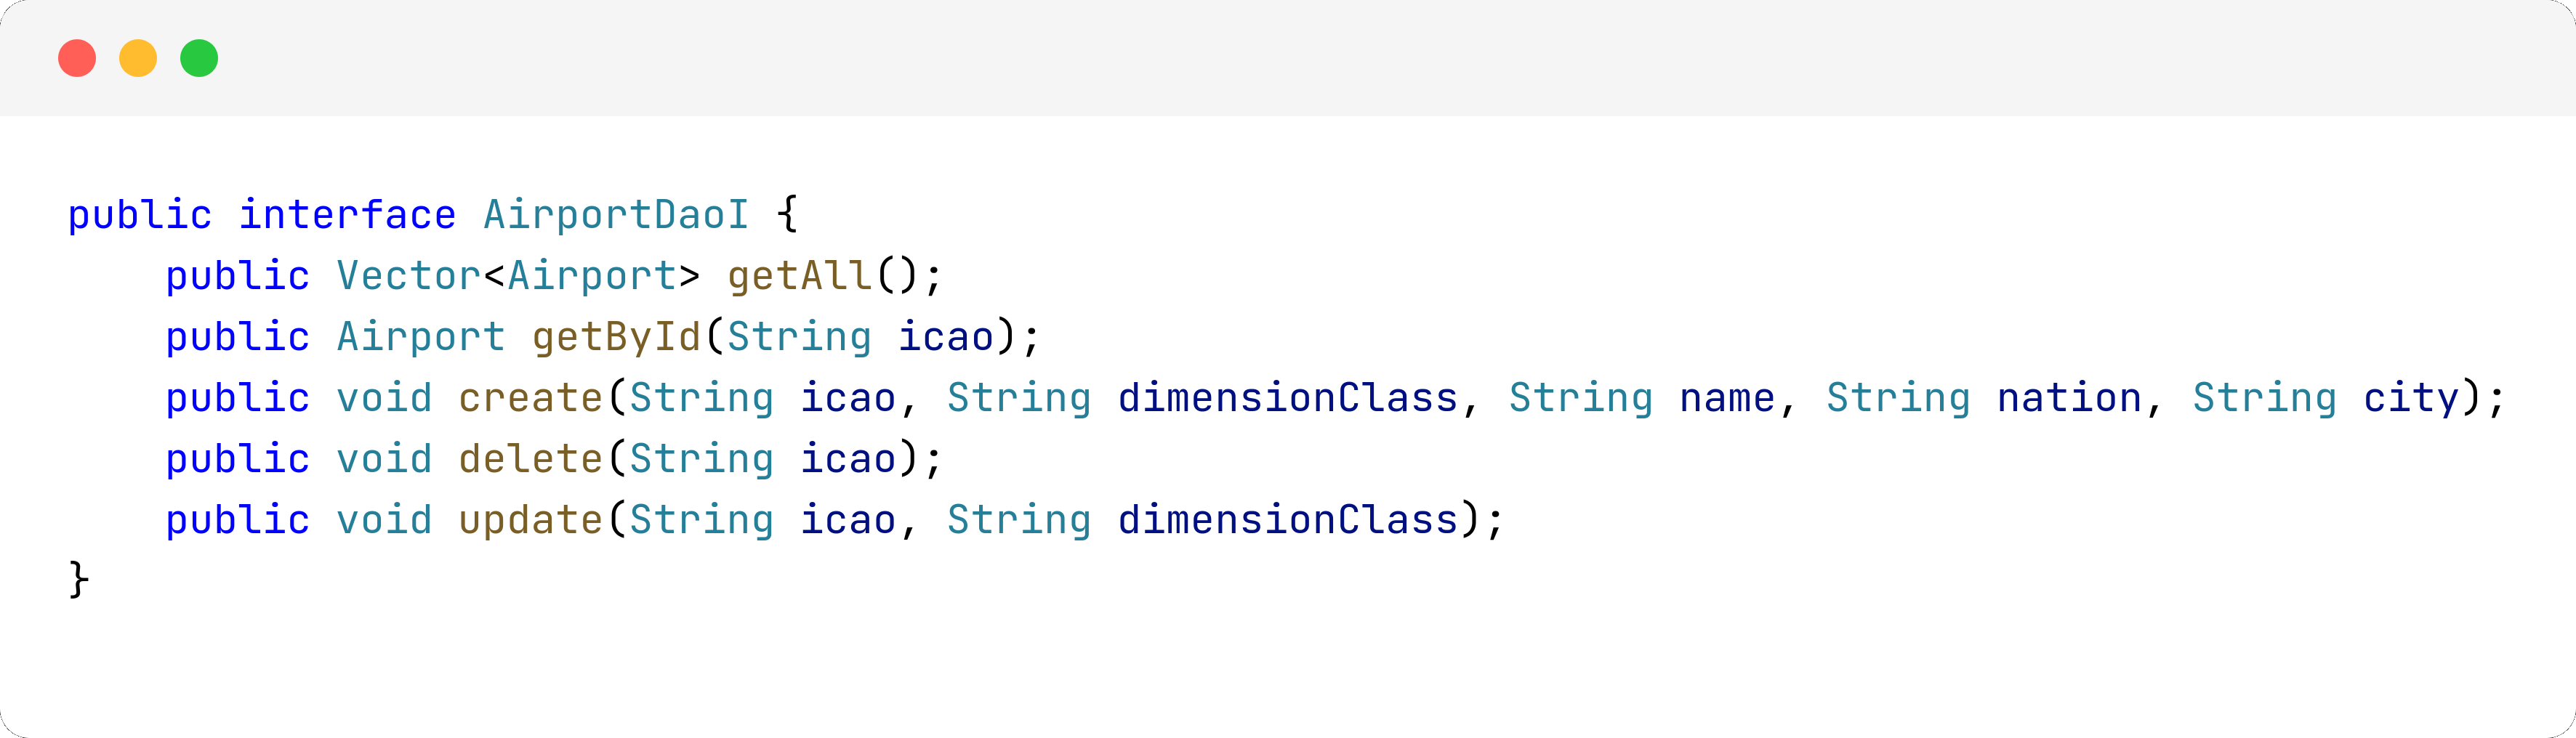 public interface AirportDaoI {
    public Vector<Airport> getAll();
    public Airport getById(String icao);
    public void create(String icao, String dimensionClass, String name, String nation, String city);
    public void delete(String icao);
    public void update(String icao, String dimensionClass);
}